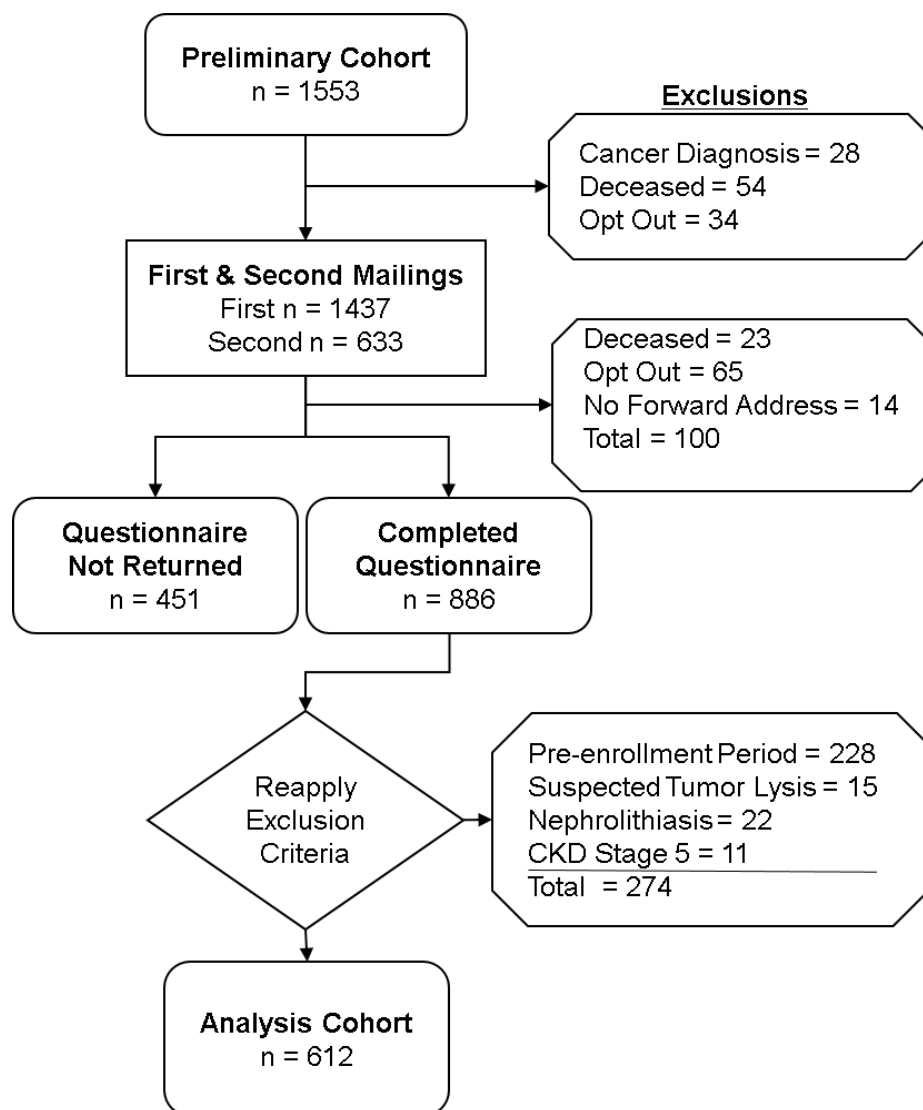 Preliminary Cohort
n = 1553
Exclusions
Cancer Diagnosis = 28
Deceased = 54
Opt Out = 34
First & Second Mailings
First n = 1437
Second n = 633
Deceased = 23
Opt Out = 65
No Forward Address = 14
Total = 100
Questionnaire
Not Returned
n = 451
Completed
Questionnaire
n = 886
Reapply
Exclusion
Criteria
Pre-enrollment Period = 228
Suspected Tumor Lysis = 15
Nephrolithiasis = 22
CKD Stage 5 = 11
Total = 274
Analysis Cohort
n = 612